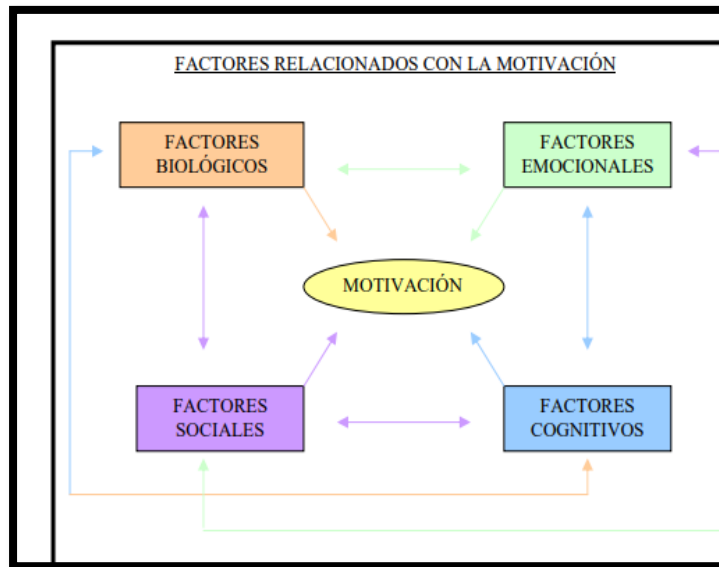 FACTORES RELACIONADOS CON LA MOTIVACIÓN
FACTORES
BIOLÓGICOS
FACTORES
EMOCIONALES
MOTIVACIÓN
FACTORES
SOCIALES
FACTORES
COGNITIVOS